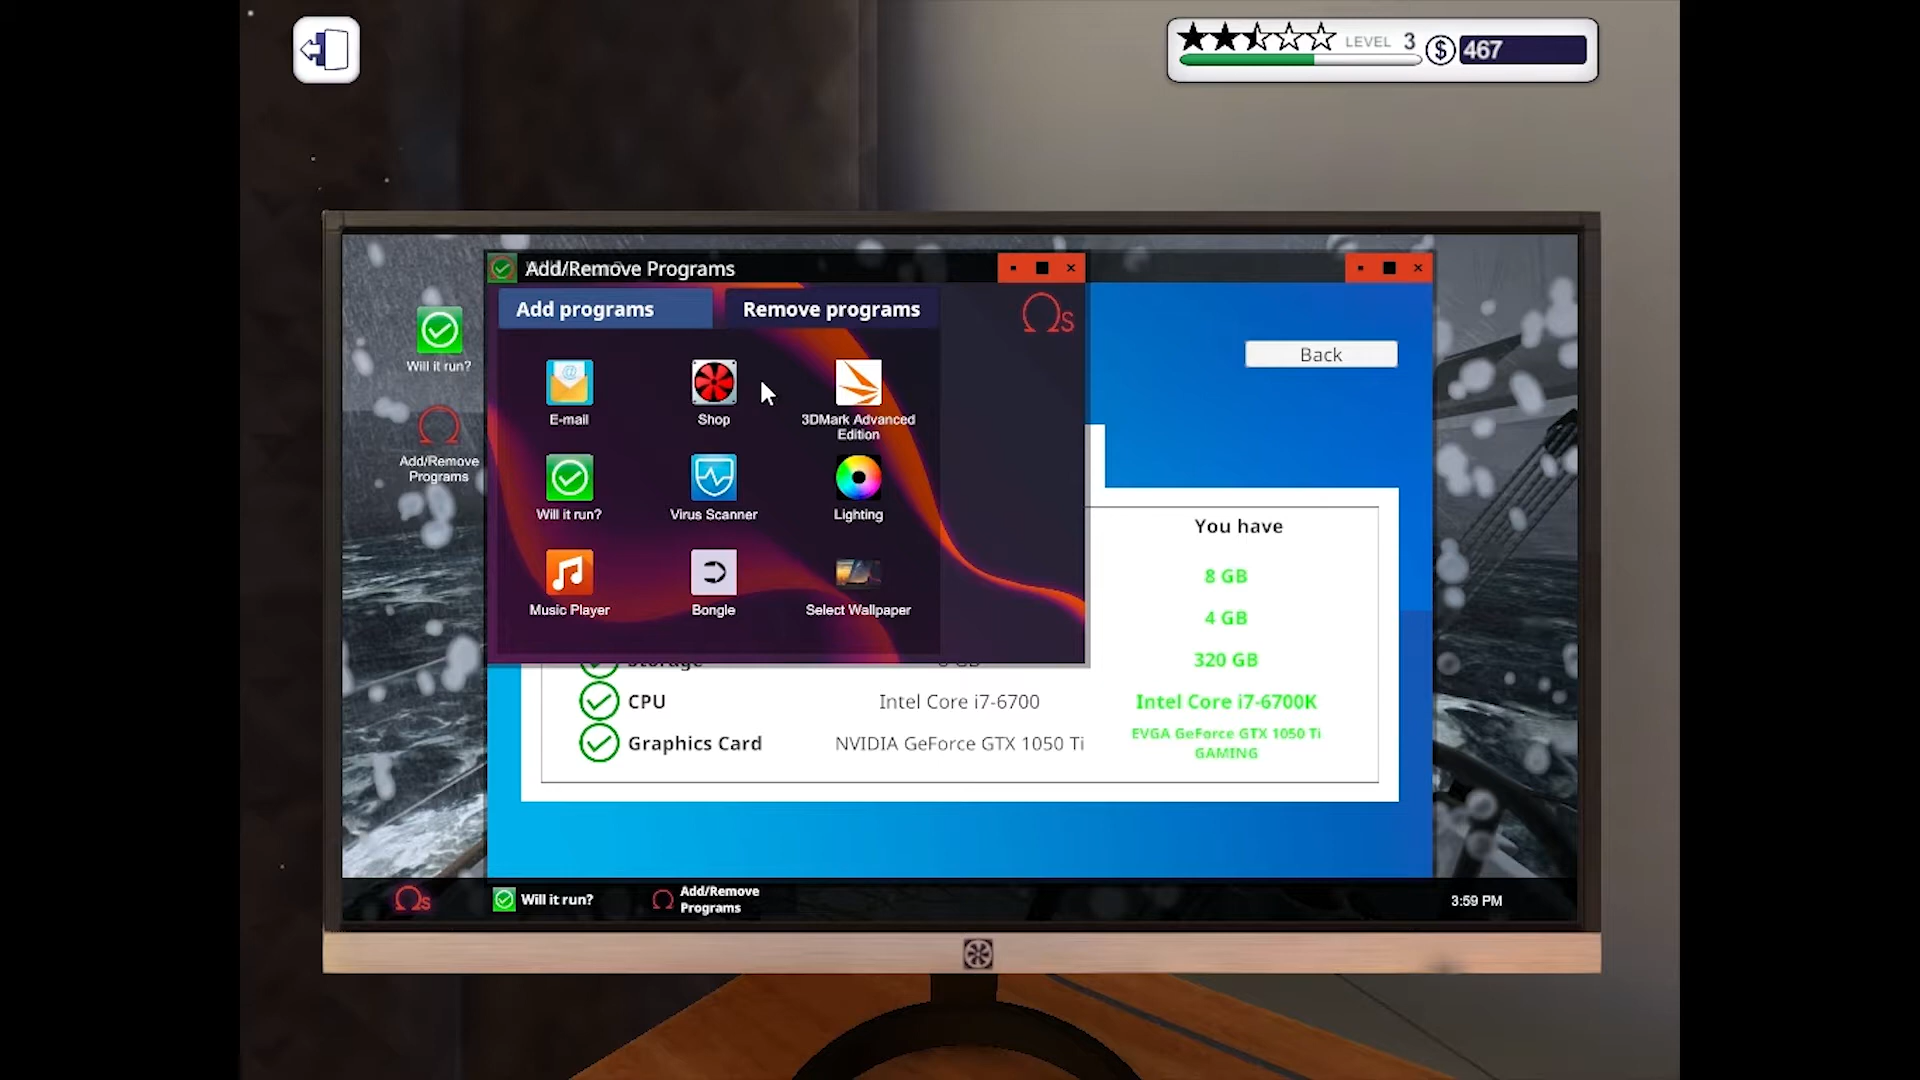 LEVEL 3
467
Add/Remove Programs
Add programs
Remove programs
Ωs
Will it run?
Add/Remove
Programs
E-mail
Shop
3DMark Advanced
Edition
Will it run?
Virus Scanner
Lighting
Music Player
Bongle
Select Wallpaper
Back
You have
8 GB
4 GB
320 GB
CPU
Intel Core i7-6700
Intel Core i7-6700K
Graphics Card
NVIDIA GeForce GTX 1050 Ti
EVGA GeForce GTX 1050 Ti
GAMING
Ωs
Will it run?
Add/Remove
Programs
3:59 PM